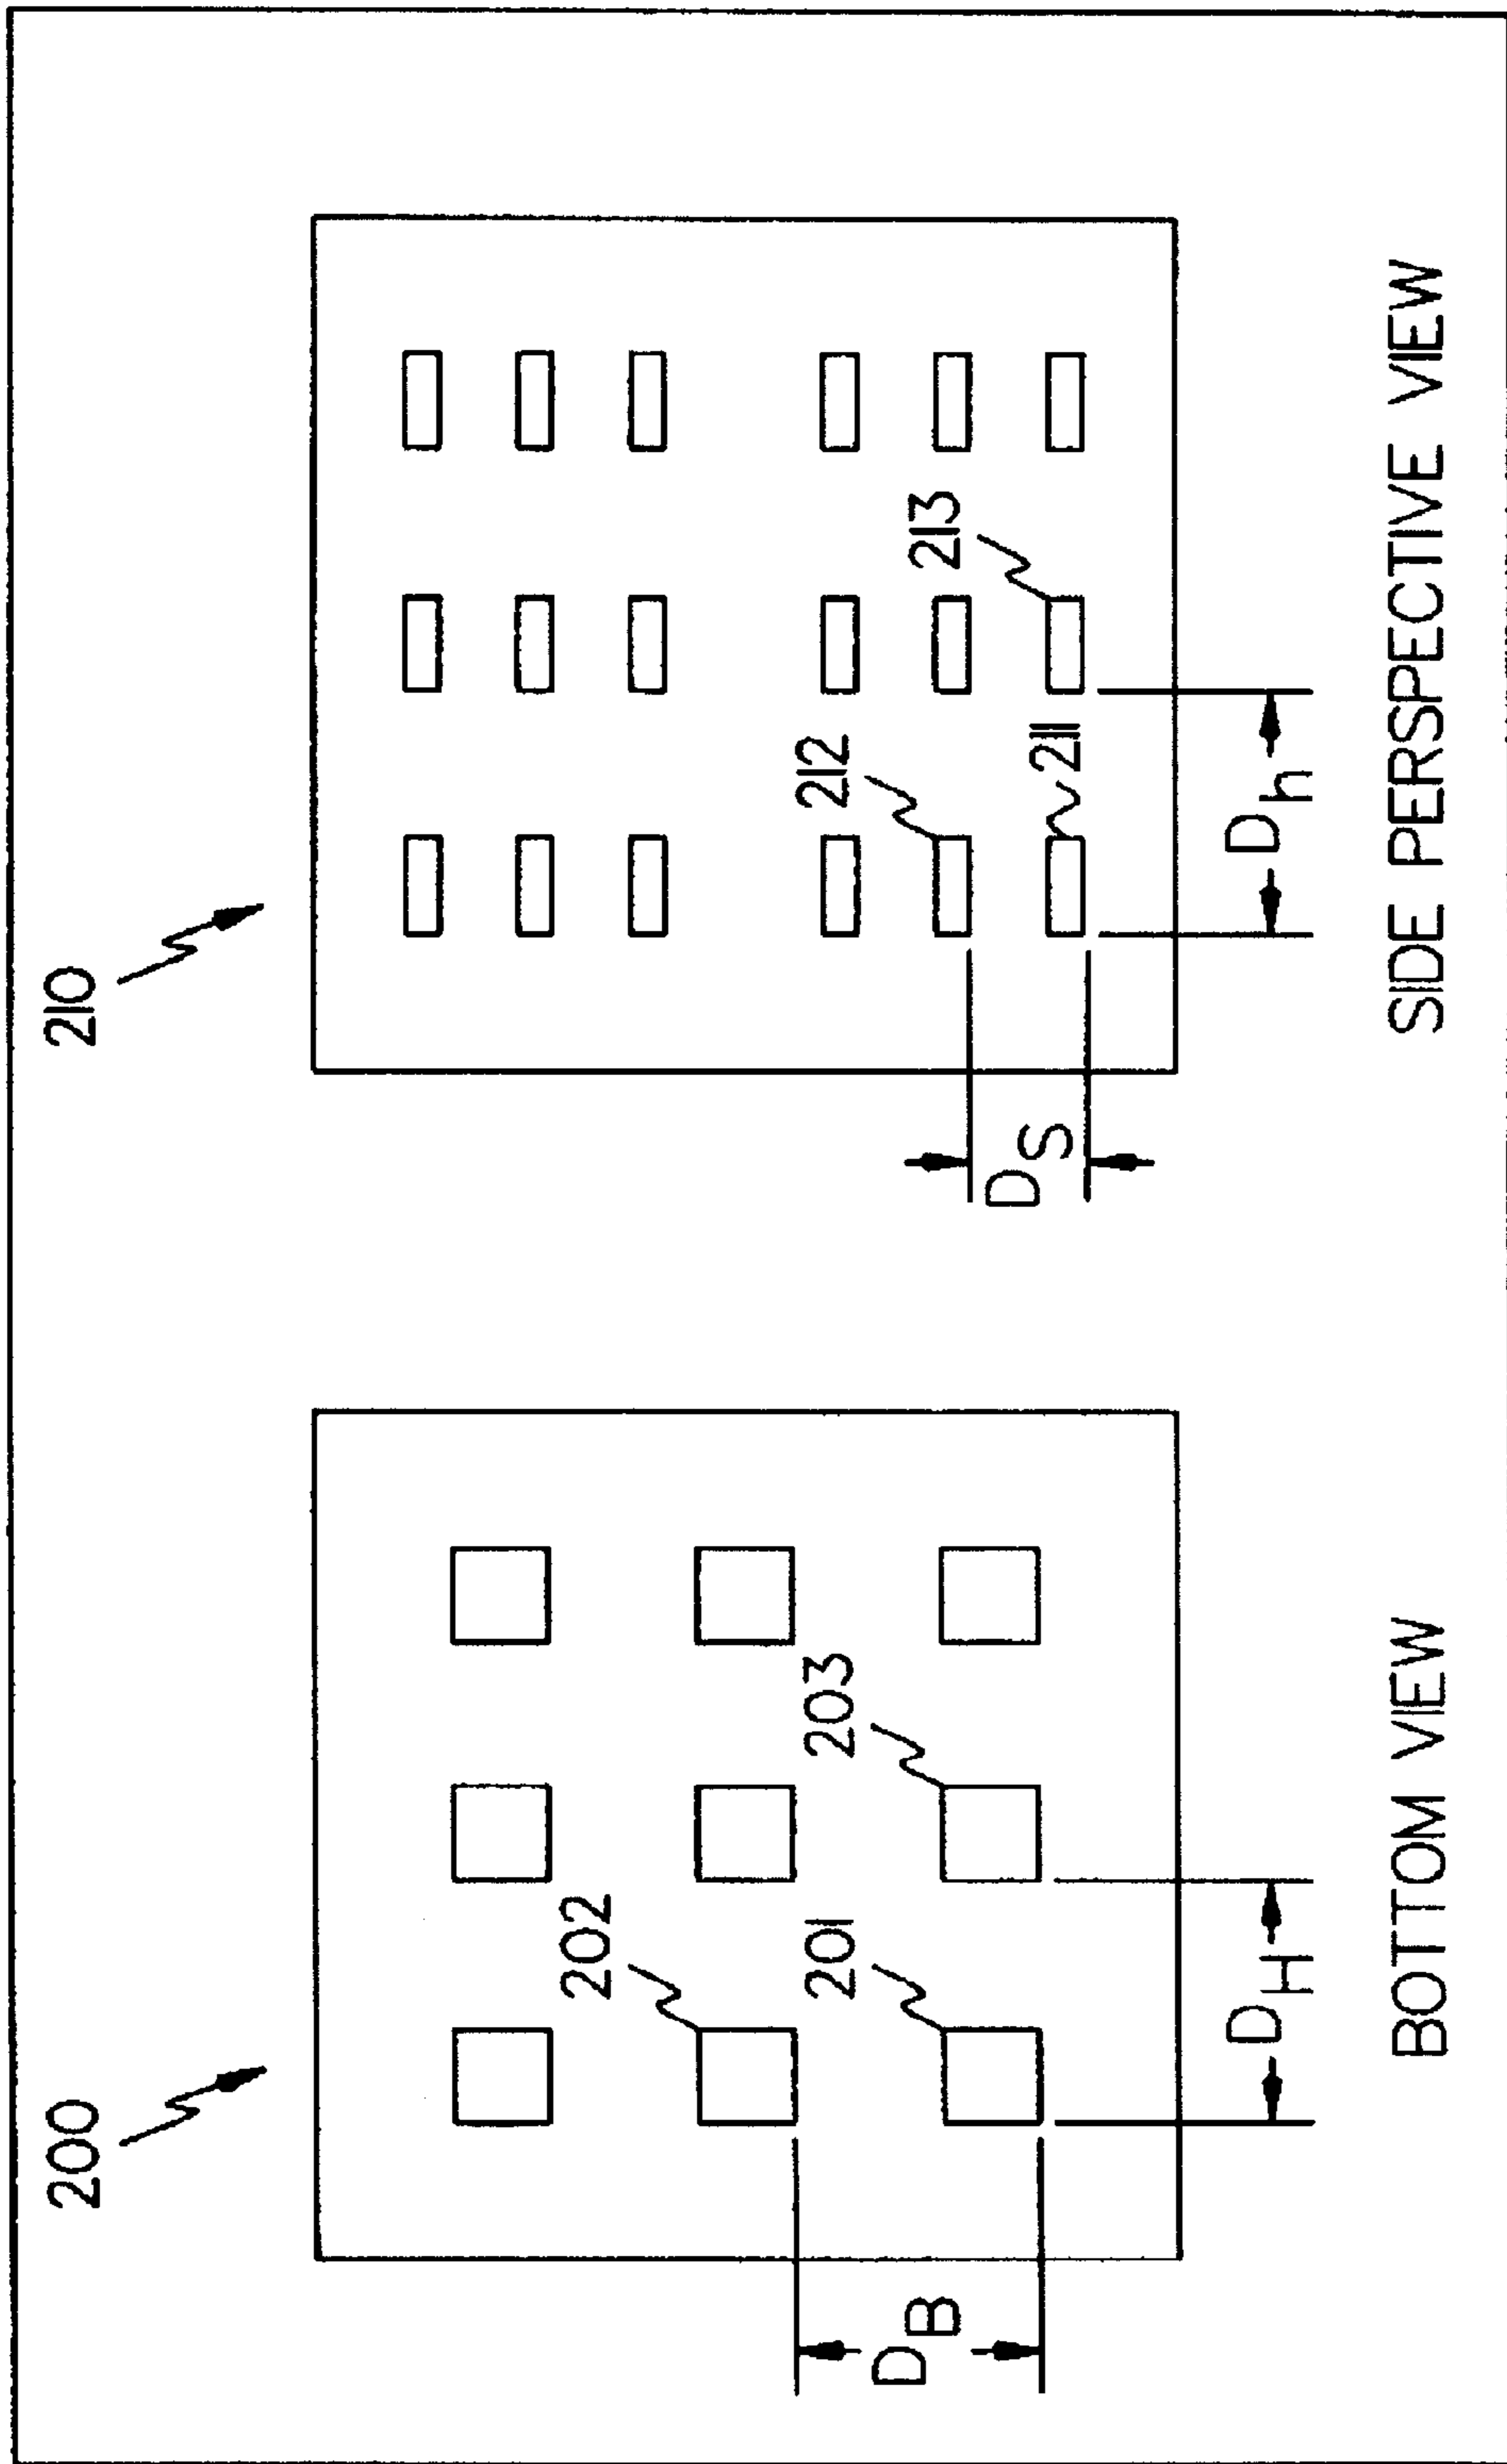 200
202
203
201
D_B
D_H
BOTTOM VIEW
210
212
213
211
D_S
D_h
SIDE PERSPECTIVE VIEW